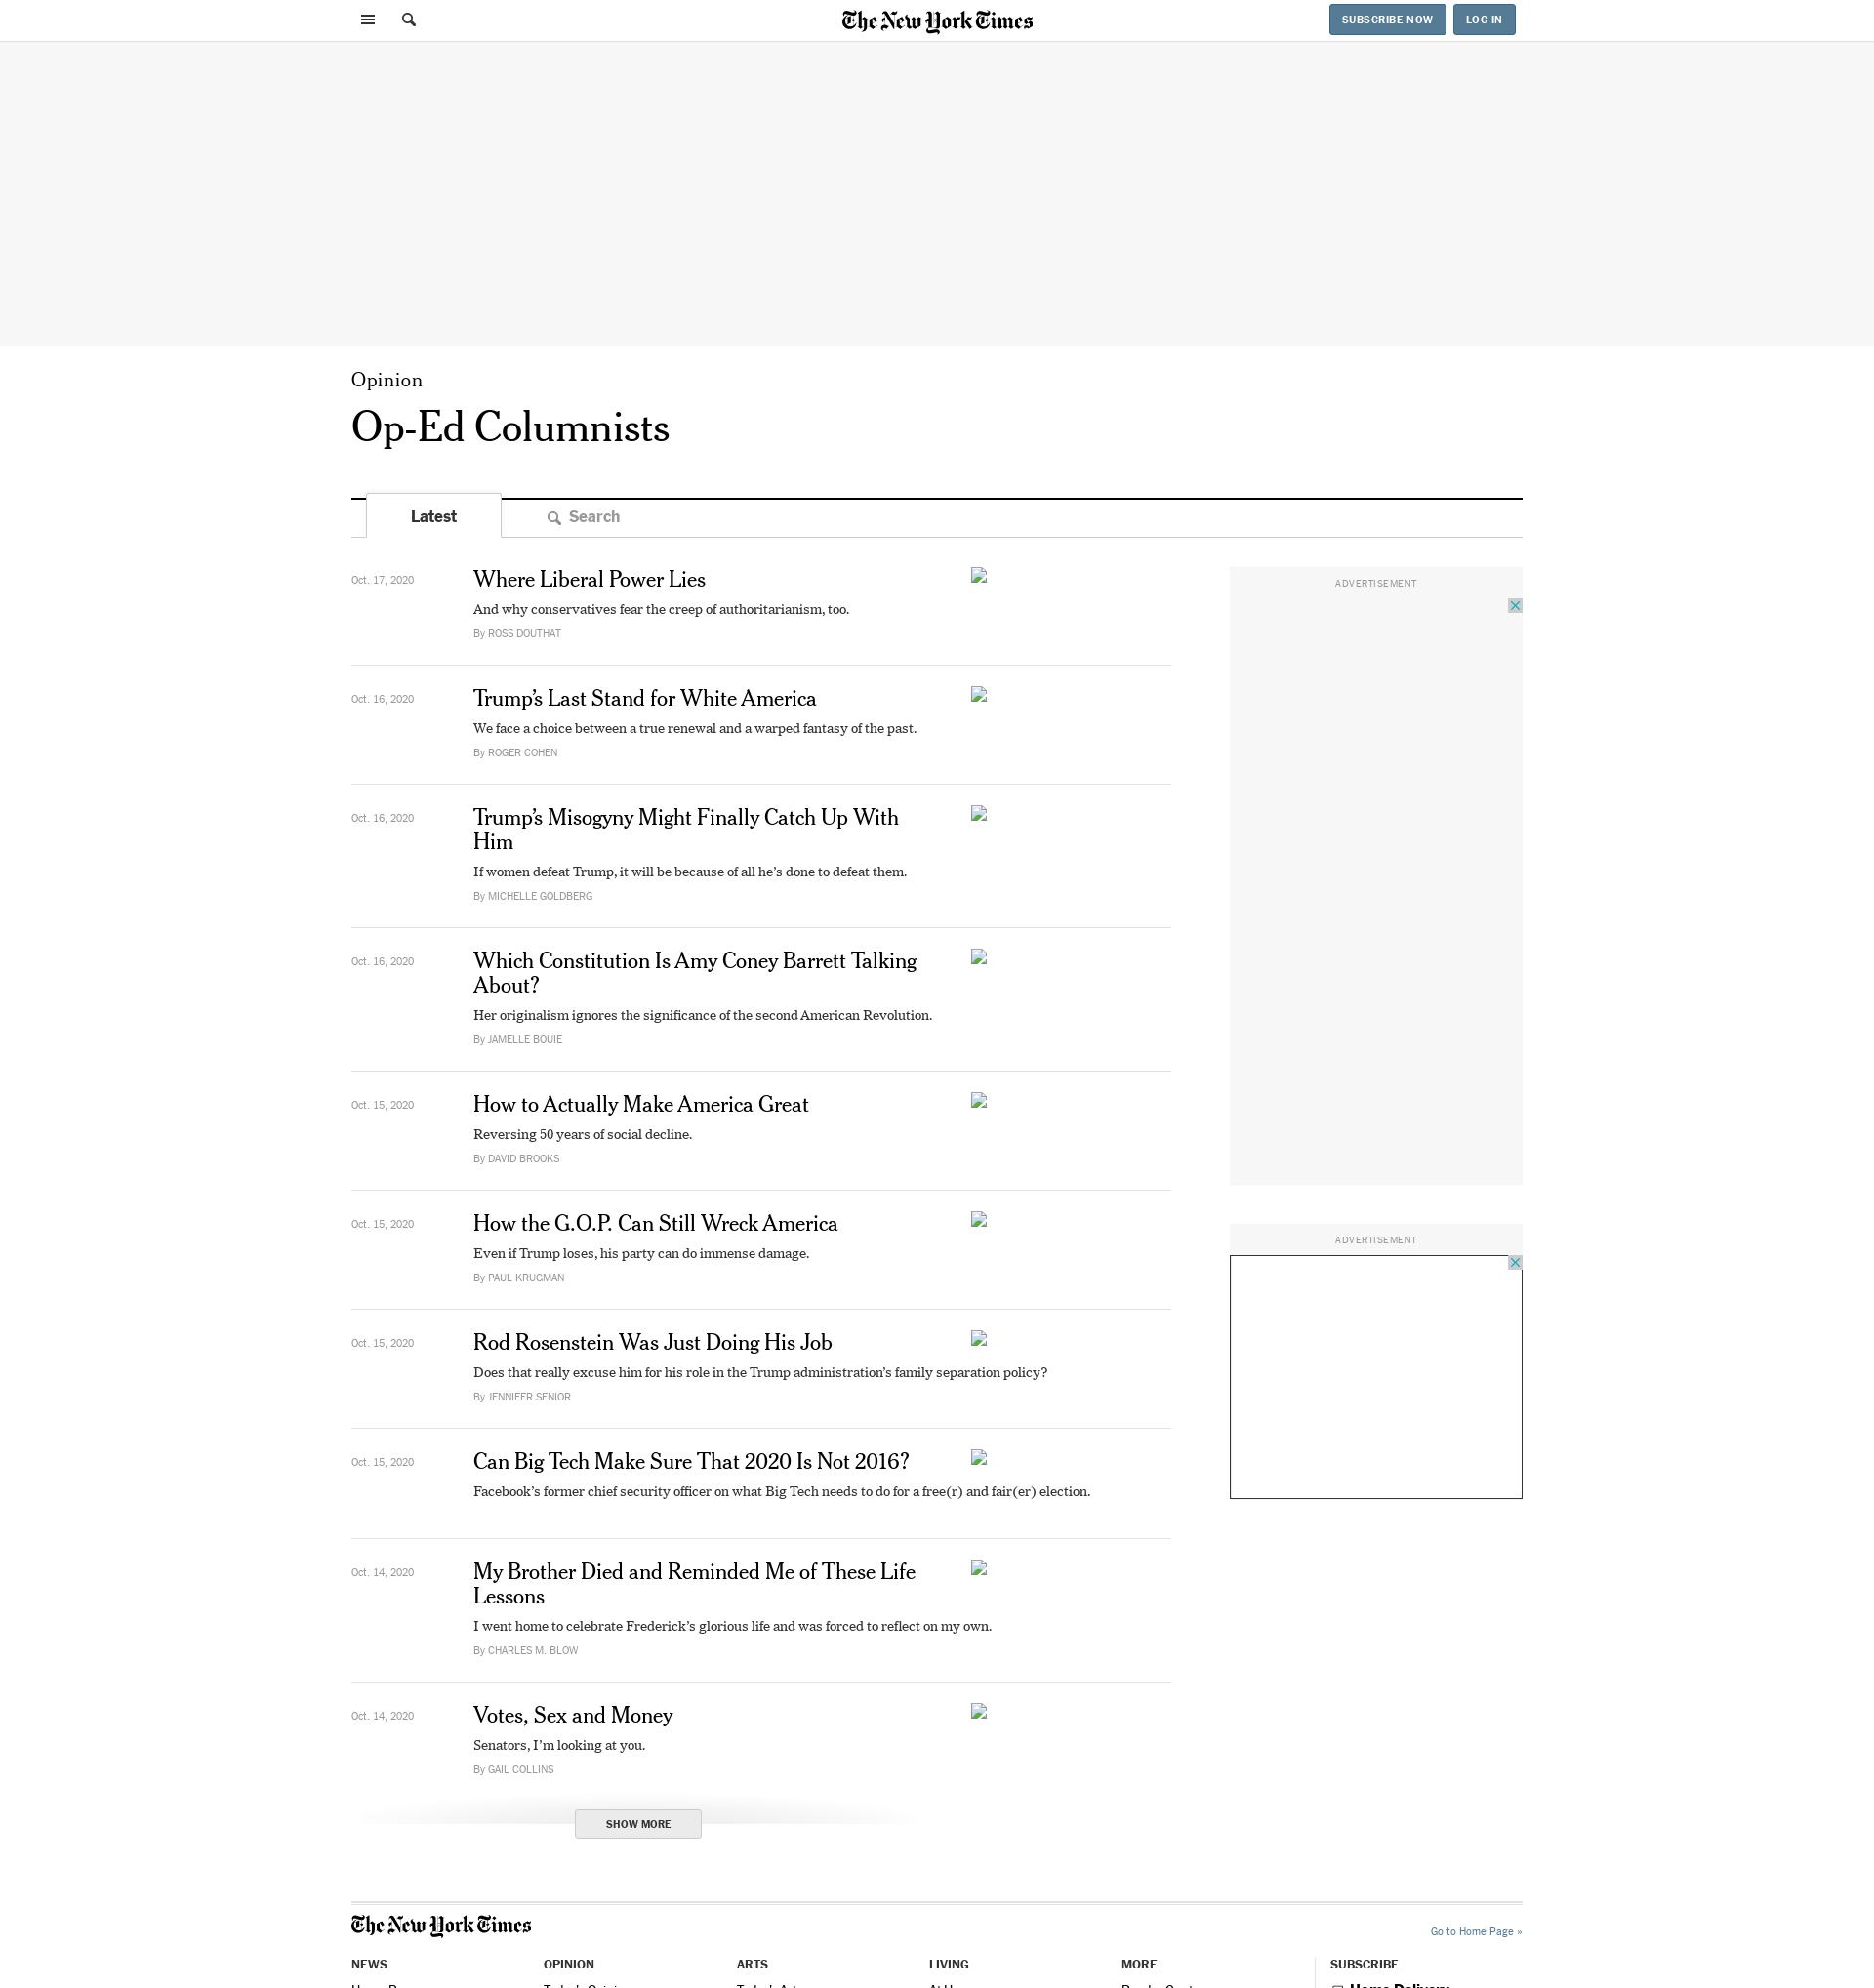 The New York Times
SUBSCRIBE NOW
LOG IN
Opinion
Op-Ed Columnists
Latest
Search
Oct. 17, 2020
Where Liberal Power Lies
And why conservatives fear the creep of authoritarianism, too.
By ROSS DOUTHAT
ADVERTISEMENT
Oct. 16, 2020
Trump’s Last Stand for White America
We face a choice between a true renewal and a warped fantasy of the past.
By ROGER COHEN
Oct. 16, 2020
Trump’s Misogyny Might Finally Catch Up With
Him
If women defeat Trump, it will be because of all he’s done to defeat them.
By MICHELLE GOLDBERG
Oct. 16, 2020
Which Constitution Is Amy Coney Barrett Talking
About?
Her originalism ignores the significance of the second American Revolution.
By JAMELLE BOUIE
Oct. 15, 2020
How to Actually Make America Great
Reversing 50 years of social decline.
By DAVID BROOKS
Oct. 15, 2020
How the G.O.P. Can Still Wreck America
Even if Trump loses, his party can do immense damage.
By PAUL KRUGMAN
ADVERTISEMENT
Oct. 15, 2020
Rod Rosenstein Was Just Doing His Job
Does that really excuse him for his role in the Trump administration’s family separation policy?
By JENNIFER SENIOR
Oct. 15, 2020
Can Big Tech Make Sure That 2020 Is Not 2016?
Facebook’s former chief security officer on what Big Tech needs to do for a free(r) and fair(er) election.
Oct. 14, 2020
My Brother Died and Reminded Me of These Life
Lessons
I went home to celebrate Frederick’s glorious life and was forced to reflect on my own.
By CHARLES M. BLOW
Oct. 14, 2020
Votes, Sex and Money
Senators, I’m looking at you.
By GAIL COLLINS
SHOW MORE
The New York Times
Go to Home Page »
NEWS
OPINION
ARTS
LIVING
MORE
SUBSCRIBE
Home Delivery